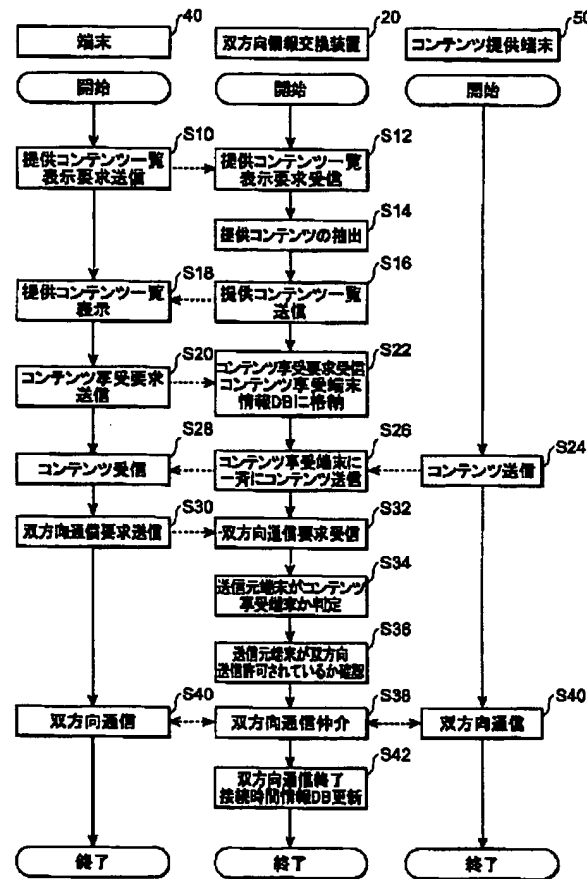 40
20
50
端末
双方向情報交換装置
コンテンツ提供端末
開始
開始
開始
S10
S12
提供コンテンツ一覧
表示要求送信
提供コンテンツ一覧
表示要求受信
S14
提供コンテンツの抽出
S18
S16
提供コンテンツ一覧
表示
提供コンテンツ一覧
送信
S20
S22
コンテンツ享受要求
送信
コンテンツ享受要求受信
コンテンツ享受端末
情報DBに格納
S28
S26
S24
コンテンツ受信
コンテンツ享受端末に
一斉にコンテンツ送信
コンテンツ送信
S30
S32
双方向通信要求送信
双方向通信要求受信
S34
送信元端末がコンテンツ
享受端末か判定
S36
送信元端末が双方向
送信許可されているか確認
S40
S38
S40
双方向通信
双方向通信仲介
双方向通信
S42
双方向通信終了
接続時間情報DB更新
終了
終了
終了